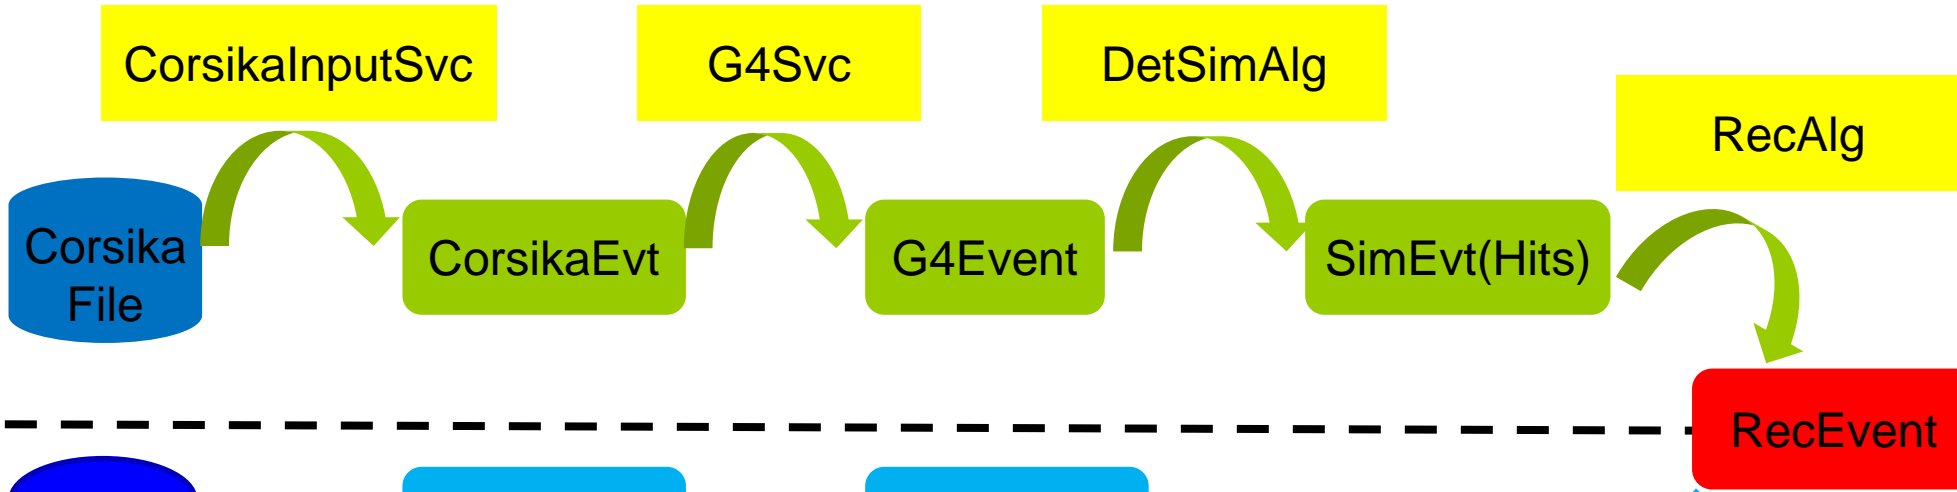 CorsikaInputSvc
G4Svc
DetSimAlg
RecAlg
Corsika
File
CorsikaEvt
G4Event
SimEvt(Hits)
RecEvent